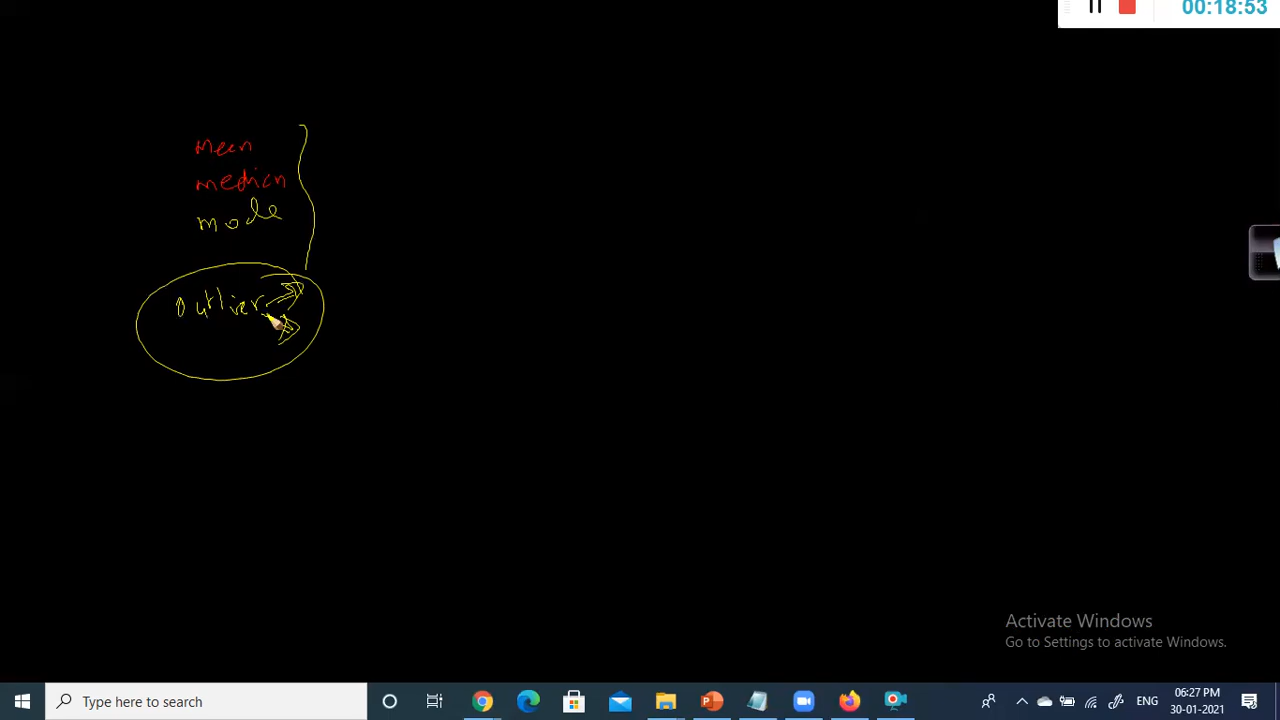 00:18:53
mean
median
mode
outlier
Activate Windows
Go to Settings to activate Windows.
Type here to search
ENG
06:27 PM
30-01-2021